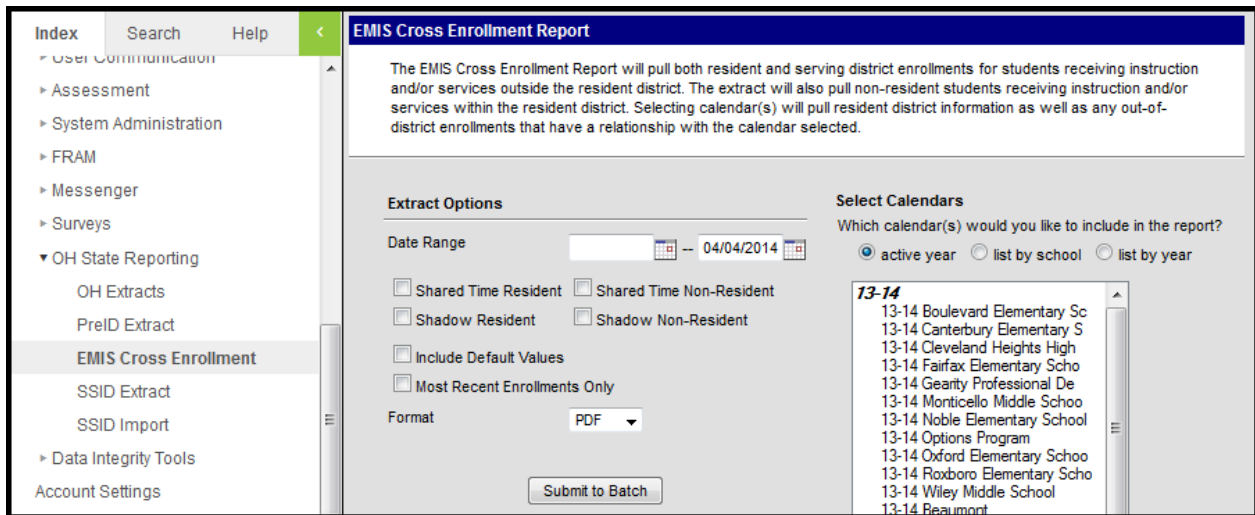 Index Search Help <
User Communication
Assessment
System Administration
FRAM
Messenger
Surveys
OH State Reporting
OH Extracts
PreID Extract
EMIS Cross Enrollment
SSID Extract
SSID Import
Data Integrity Tools
Account Settings
EMIS Cross Enrollment Report
The EMIS Cross Enrollment Report will pull both resident and serving district enrollments for students receiving instruction
and/or services outside the resident district. The extract will also pull non-resident students receiving instruction and/or
services within the resident district. Selecting calendar(s) will pull resident district information as well as any out-of-
district enrollments that have a relationship with the calendar selected.
Extract Options
Date Range -- 04/04/2014
Shared Time Resident Shared Time Non-Resident
Shadow Resident Shadow Non-Resident
Include Default Values
Most Recent Enrollments Only
Format PDF
Submit to Batch
Select Calendars
Which calendar(s) would you like to include in the report?
active year list by school list by year
13-14
13-14 Boulevard Elementary Sc
13-14 Canterbury Elementary S
13-14 Cleveland Heights High
13-14 Fairfax Elementary Scho
13-14 Gearity Professional De
13-14 Monticello Middle Schoo
13-14 Noble Elementary School
13-14 Options Program
13-14 Oxford Elementary Schoo
13-14 Roxboro Elementary Scho
13-14 Wiley Middle School
13-14 Beaumont